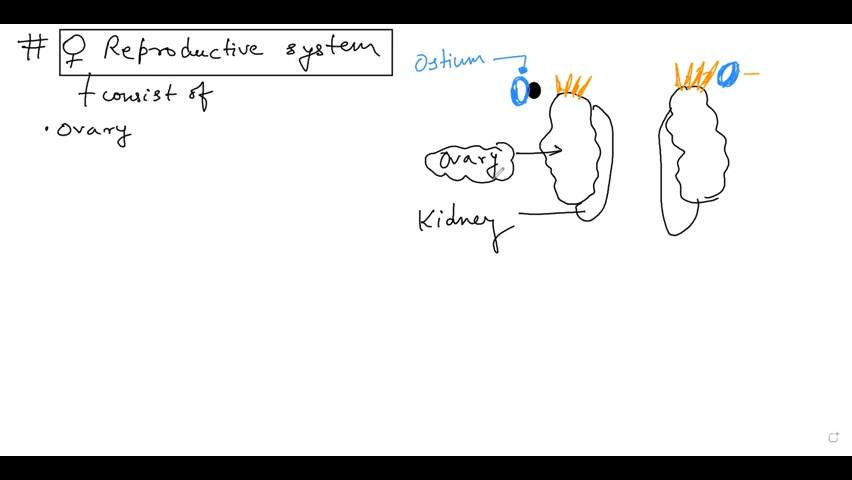 # ♀ Reproductive system
consist of
• ovary
Ostium
Ovary
Kidney